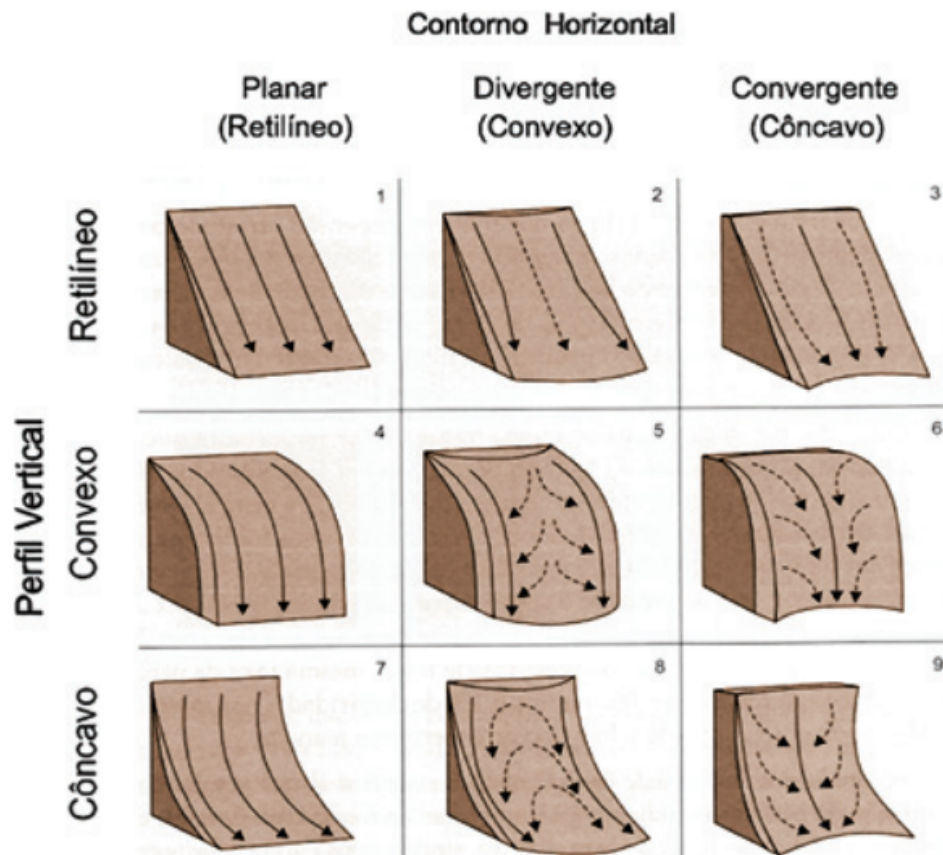 Contorno Horizontal
Planar
(Retilíneo)
Divergente
(Convexo)
Convergente
(Côncavo)
Perfil Vertical
Retilíneo
1
2
3
Convexo
4
5
6
Côncavo
7
8
9